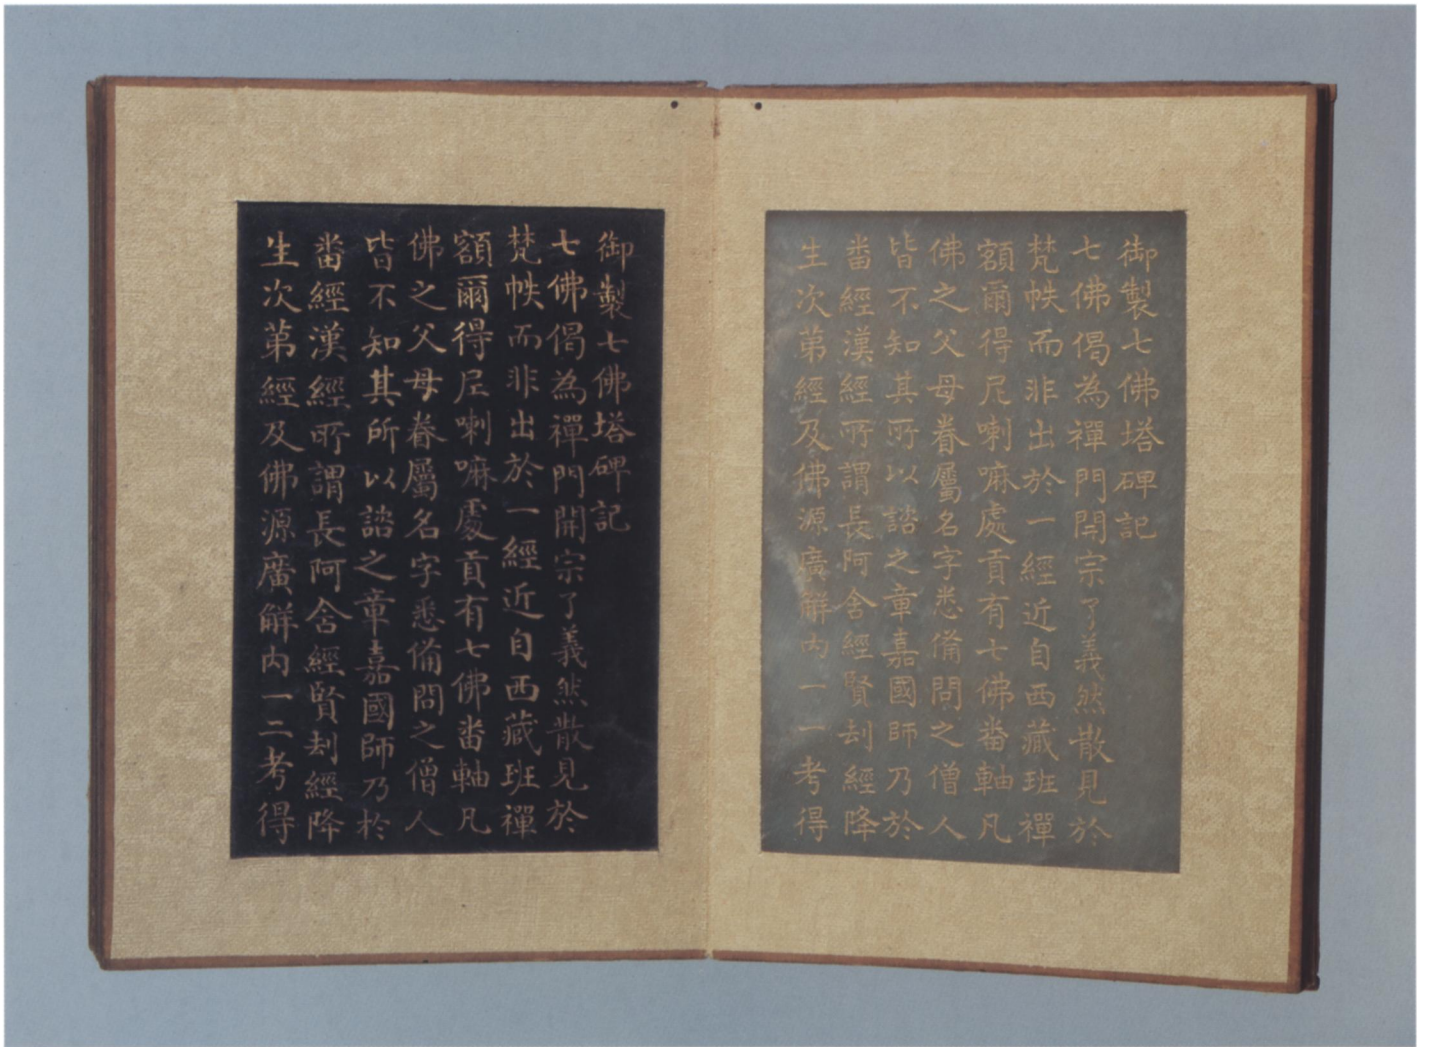 御製七佛塔碑記
七佛偈為禪門開宗了義然散見於
梵帙而非出於一經近自西藏班禪
額爾得尼喇嘛處貢有七佛畨軸凡
佛之父母眷屬名字悉備問之僧人
皆不知其所以諮之章嘉國師乃於
畨經漢經所謂長阿含經賢刦經降
生次第經及佛源廣解内一一考得
御製七佛塔碑記
七佛偈為禪門開宗了義然散見於
梵帙而非出於一經近自西藏班禪
額爾得尼喇嘛處貢有七佛畨軸凡
佛之父母眷屬名字悉備問之僧人
皆不知其所以諮之章嘉國師乃於
畨經漢經所謂長阿含經賢刦經降
生次第經及佛源廣解内一二考得